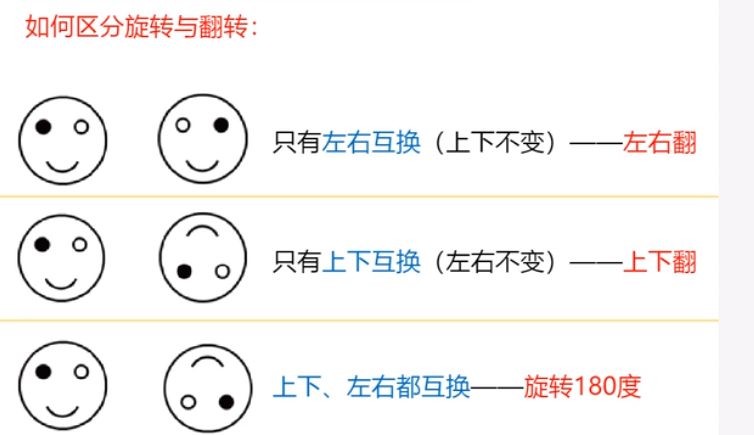 如何区分旋转与翻转:
只有左右互换（上下不变）——左右翻
只有上下互换（左右不变）——上下翻
上下、左右都互换——旋转180度